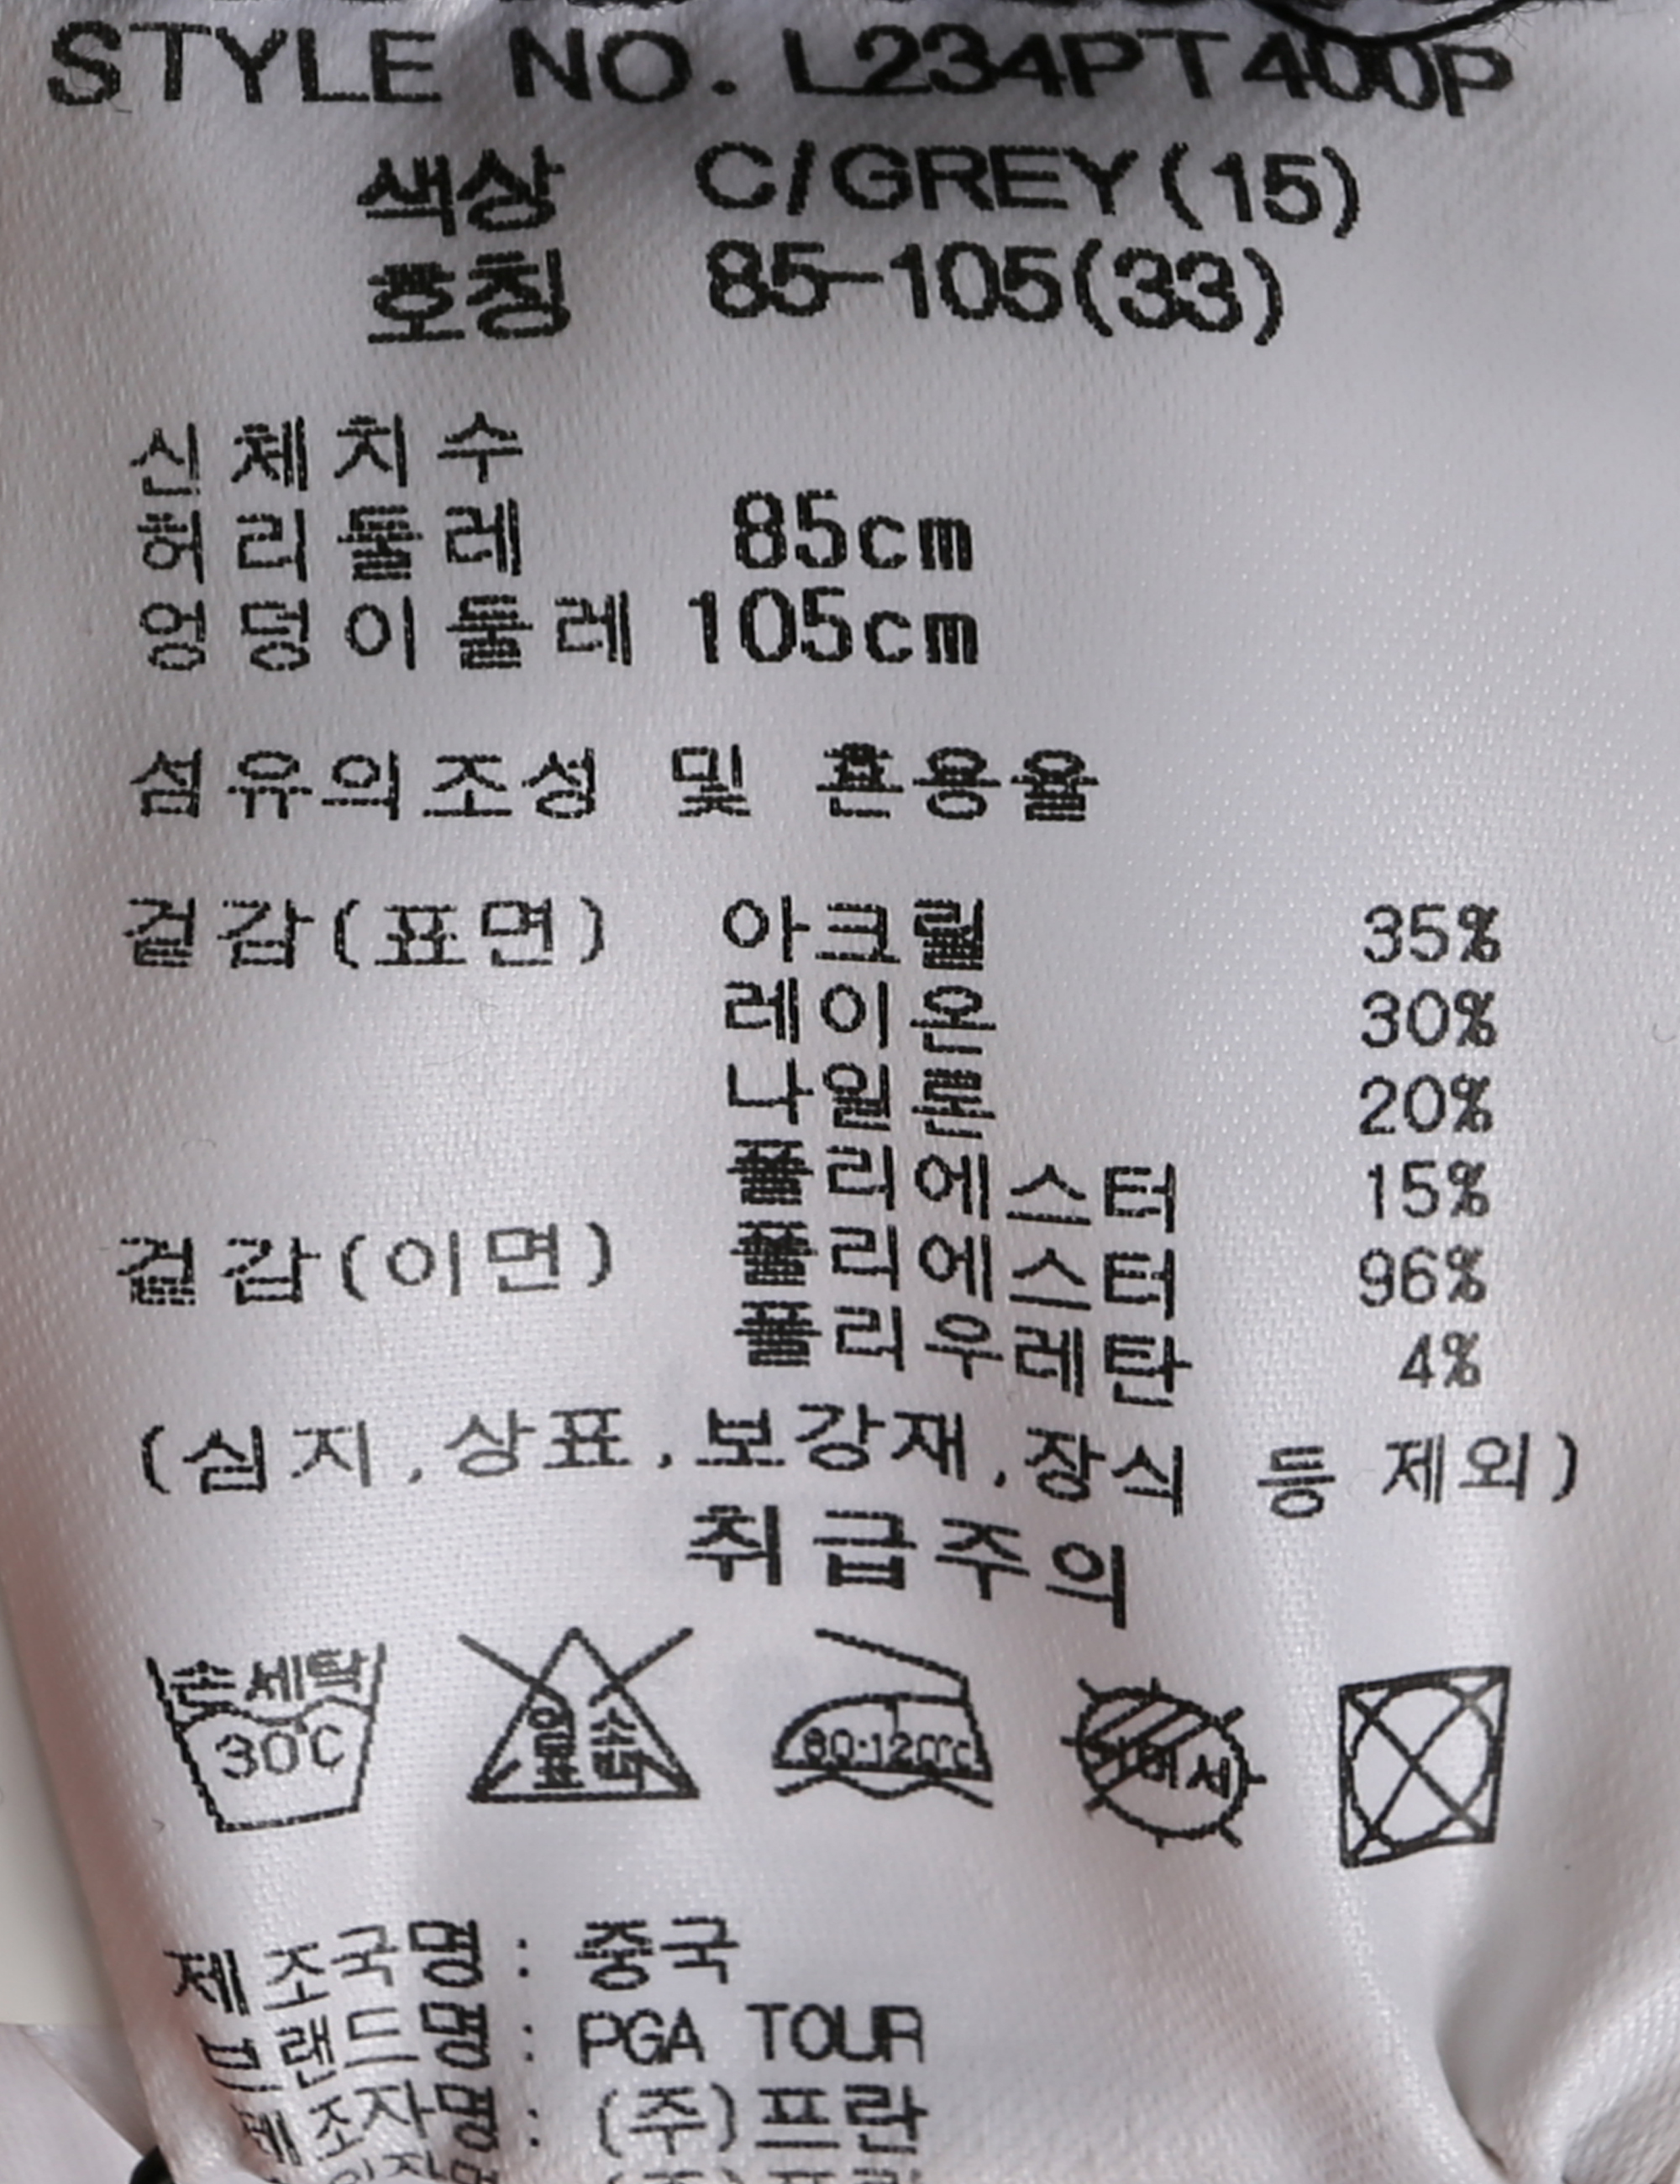 STYLE NO. L234PT400P
색상 C/GREY(15)
호칭 85-105(33)
신체치수
허리둘레 85cm
엉덩이둘레 105cm
섬유의조성 및 혼용율
겉감(표면) 아크릴 35%
레이온 30%
나일론 20%
폴리에스터 15%
겉감(이면) 폴리에스터 96%
폴리우레탄 4%
(심지,상표,보강재,장식 등 제외)
취급주의
손세탁
30℃
염소
표백
80-120℃
제조국명 : 중국
브랜드명 : PGA TOUR
제조자명 : (주)프란